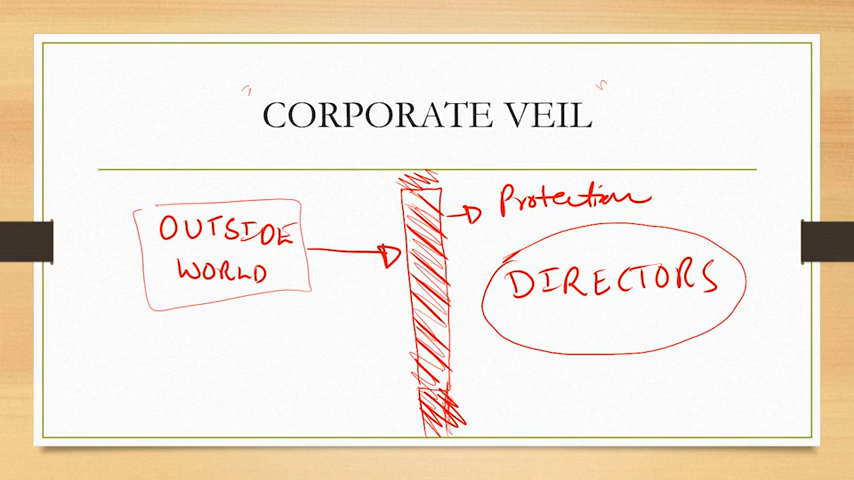 "CORPORATE VEIL"
Protection
OUTSIDE
WORLD
DIRECTORS